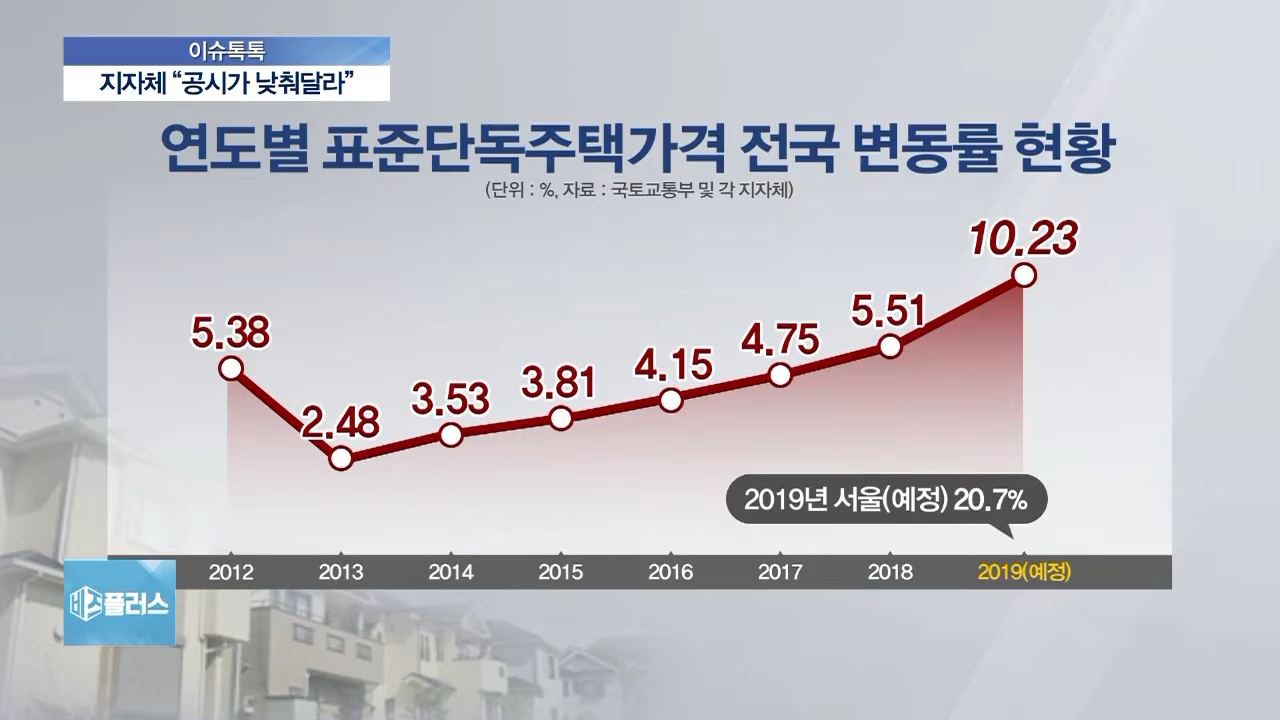 이슈톡톡
지자체 “공시가 낮춰달라”
연도별 표준단독주택가격 전국 변동률 현황
(단위 : %, 자료 : 국토교통부 및 각 지자체)
10.23
5.38
2.48
3.53
3.81
4.15
4.75
5.51
2019년 서울(예정) 20.7%
2012 2013 2014 2015 2016 2017 2018 2019(예정)
비즈플러스